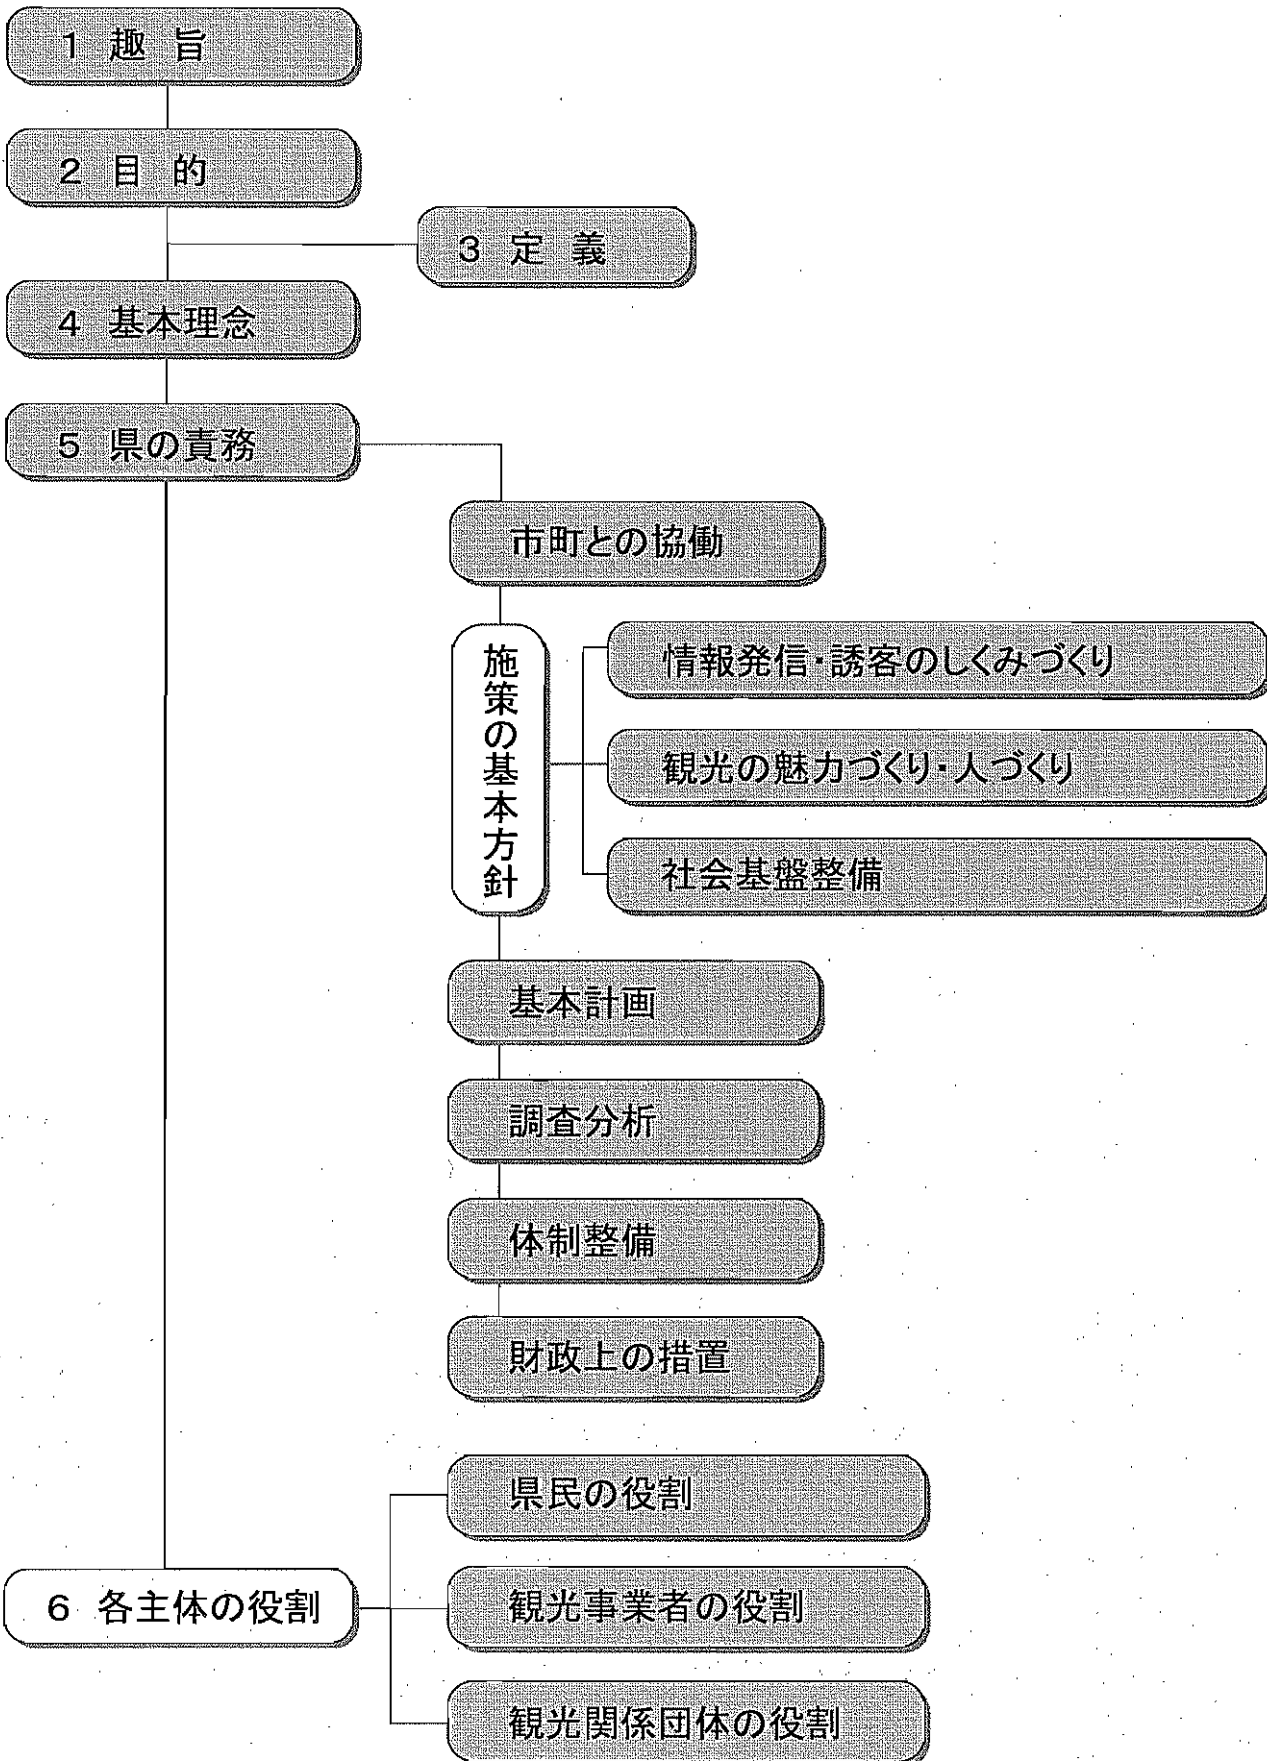 1 趣 旨
2 目 的
3 定 義
4 基本理念
5 県の責務
市町との協働
施策の基本方針
情報発信・誘客のしくみづくり
観光の魅力づくり・人づくり
社会基盤整備
基本計画
調査分析
体制整備
財政上の措置
6 各主体の役割
県民の役割
観光事業者の役割
観光関係団体の役割